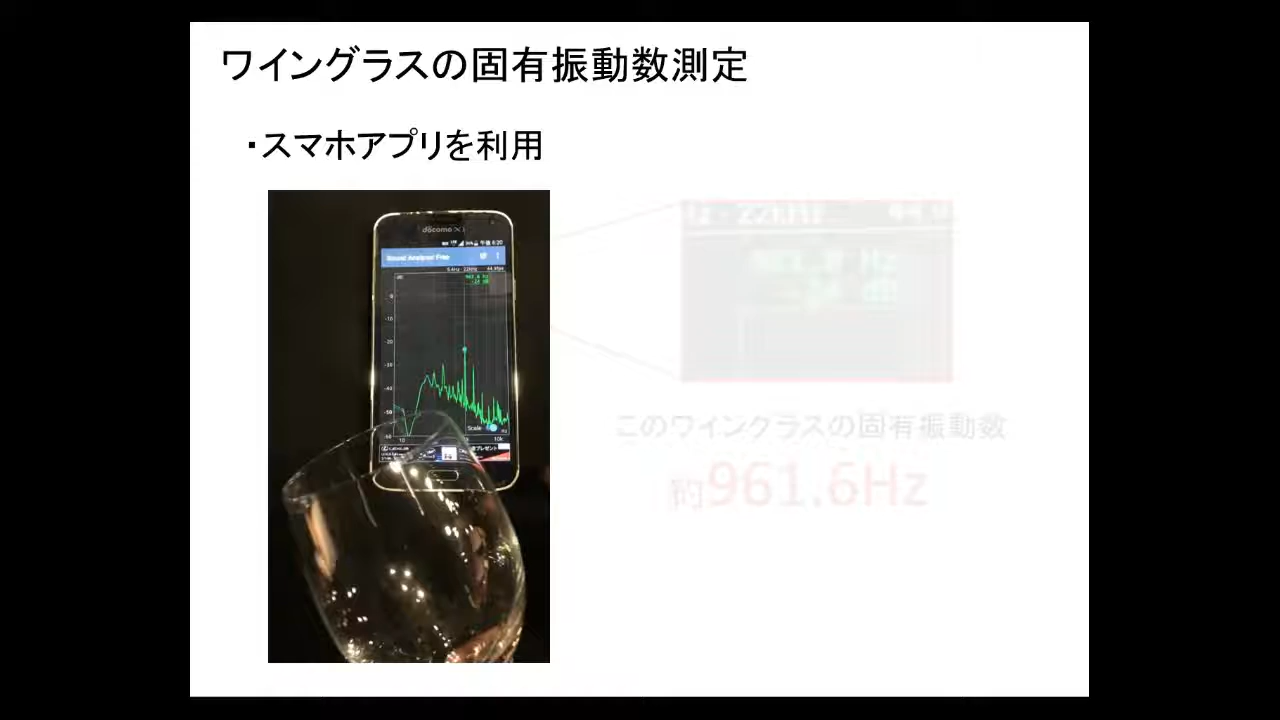 ワイングラスの固有振動数測定
・スマホアプリを利用
docomo
Sound Analyzer Free
このワイングラスの固有振動数
約961.6Hz